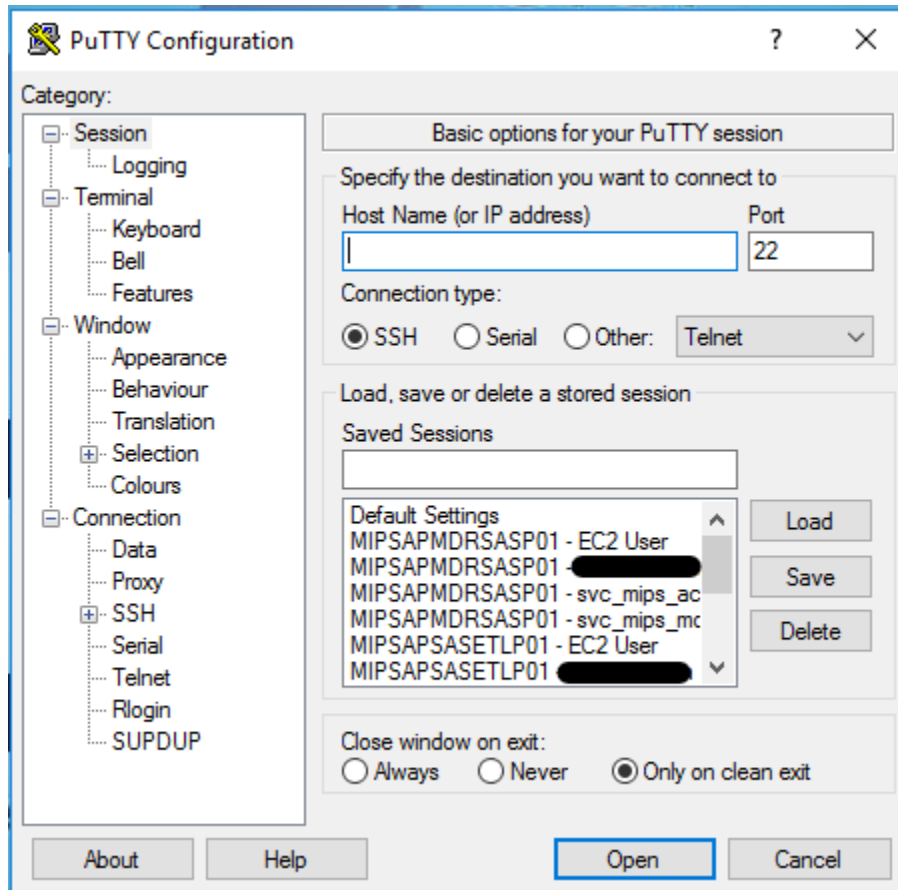 PuTTY Configuration
?
Category:
Session
Logging
Terminal
Keyboard
Bell
Features
Window
Appearance
Behaviour
Translation
Selection
Colours
Connection
Data
Proxy
SSH
Serial
Telnet
Rlogin
SUPDUP
Basic options for your PuTTY session
Specify the destination you want to connect to
Host Name (or IP address) Port
22
Connection type:
SSH Serial Other: Telnet
Load, save or delete a stored session
Saved Sessions
Default Settings
MIPSAPMDRSASP01 - EC2 User
MIPSAPMDRSASP01 -
MIPSAPMDRSASP01 - svc_mips_ac
MIPSAPMDRSASP01 - svc_mips_mc
MIPSAPSASETLP01 - EC2 User
MIPSAPSASETLP01
Load
Save
Delete
Close window on exit:
Always Never Only on clean exit
About Help Open Cancel